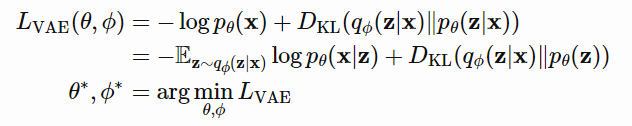 L_VAE(θ, ϕ) = − log p_θ(𝐱) + D_KL(q_ϕ(𝐳|𝐱)‖p_θ(𝐳|𝐱))
= −𝔼_{𝐳∼q_ϕ(𝐳|𝐱)} log p_θ(𝐱|𝐳) + D_KL(q_ϕ(𝐳|𝐱)‖p_θ(𝐳))
θ*, ϕ* = arg min_{θ,ϕ} L_VAE